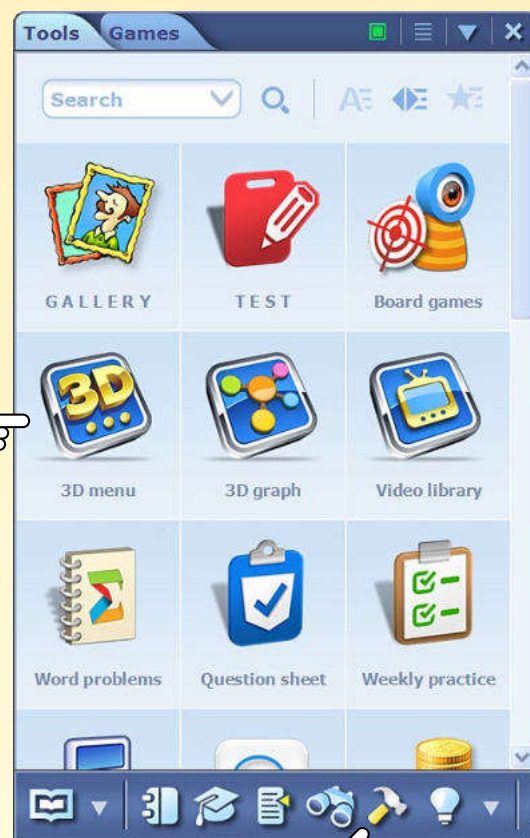 Tools Games
Search
GALLERY TEST Board games
3D
3D menu 3D graph Video library
Word problems Question sheet Weekly practice